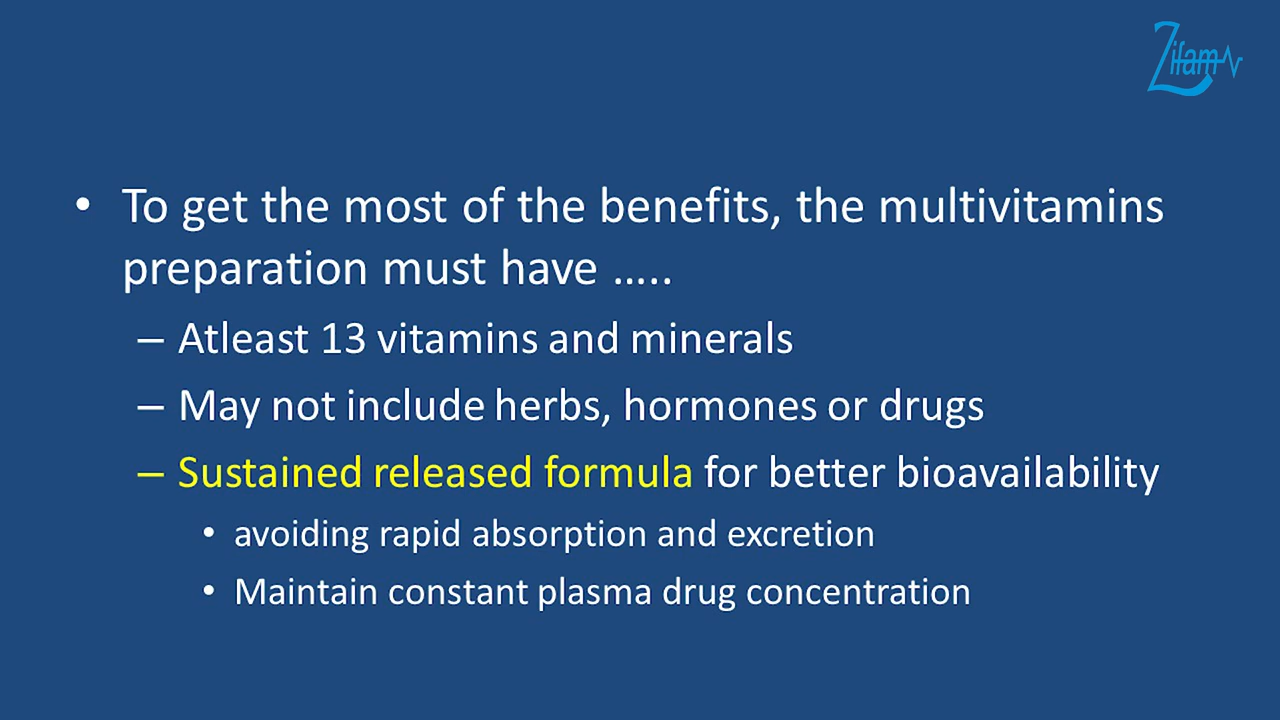 Zifam
• To get the most of the benefits, the multivitamins
preparation must have …..
– Atleast 13 vitamins and minerals
– May not include herbs, hormones or drugs
– Sustained released formula for better bioavailability
• avoiding rapid absorption and excretion
• Maintain constant plasma drug concentration